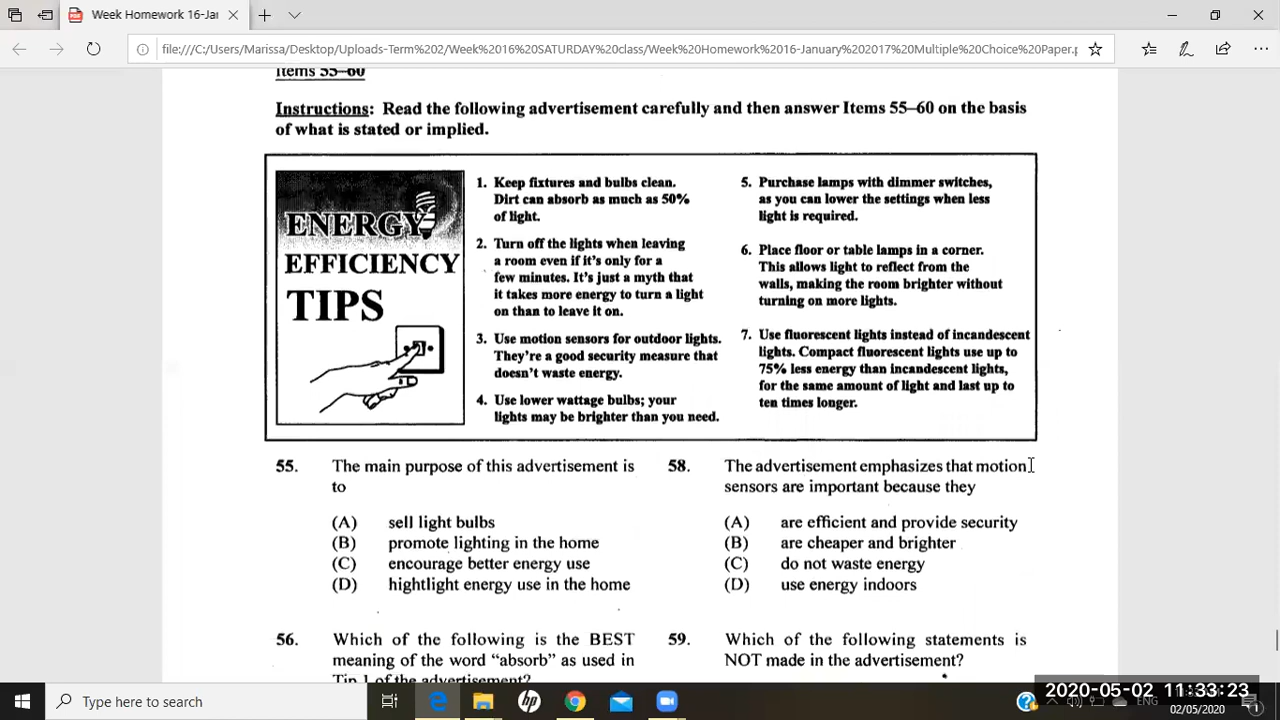 Week Homework 16-Jar
file:///C:/Users/Marissa/Desktop/Uploads-Term%202/Week%2016%20SATURDAY%20class/Week%20Homework%2016-January%202017%20Multiple%20Choice%20Paper.p
Items 55–60
Instructions: Read the following advertisement carefully and then answer Items 55–60 on the basis
of what is stated or implied.
ENERGY
EFFICIENCY
TIPS
1. Keep fixtures and bulbs clean.
Dirt can absorb as much as 50%
of light.
2. Turn off the lights when leaving
a room even if it's only for a
few minutes. It's just a myth that
it takes more energy to turn a light
on than to leave it on.
3. Use motion sensors for outdoor lights.
They're a good security measure that
doesn't waste energy.
4. Use lower wattage bulbs; your
lights may be brighter than you need.
5. Purchase lamps with dimmer switches,
as you can lower the settings when less
light is required.
6. Place floor or table lamps in a corner.
This allows light to reflect from the
walls, making the room brighter without
turning on more lights.
7. Use fluorescent lights instead of incandescent
lights. Compact fluorescent lights use up to
75% less energy than incandescent lights,
for the same amount of light and last up to
ten times longer.
55. The main purpose of this advertisement is
to
(A) sell light bulbs
(B) promote lighting in the home
(C) encourage better energy use
(D) hightlight energy use in the home
56. Which of the following is the BEST
meaning of the word “absorb” as used in
Tip 1 of the advertisement?
58. The advertisement emphasizes that motion
sensors are important because they
(A) are efficient and provide security
(B) are cheaper and brighter
(C) do not waste energy
(D) use energy indoors
59. Which of the following statements is
NOT made in the advertisement?
Type here to search
hp
ENG
2020-05-02 11:33:23
02/05/2020